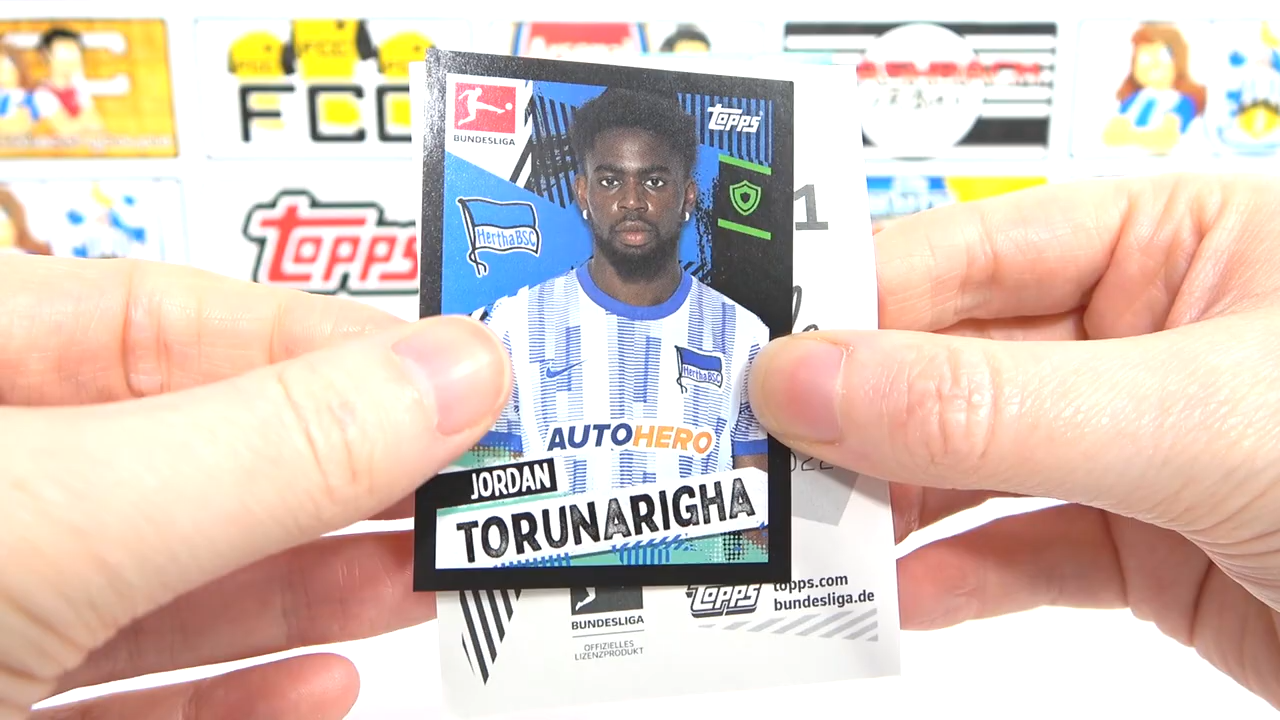 FCC
Topps
BUNDESLIGA
Topps
Hertha BSC
1
Hertha BSC
AUTOHERO
JORDAN
TORUNARIGHA
Topps
topps.com
bundesliga.de
BUNDESLIGA
OFFIZIELLES
LIZENZPRODUKT